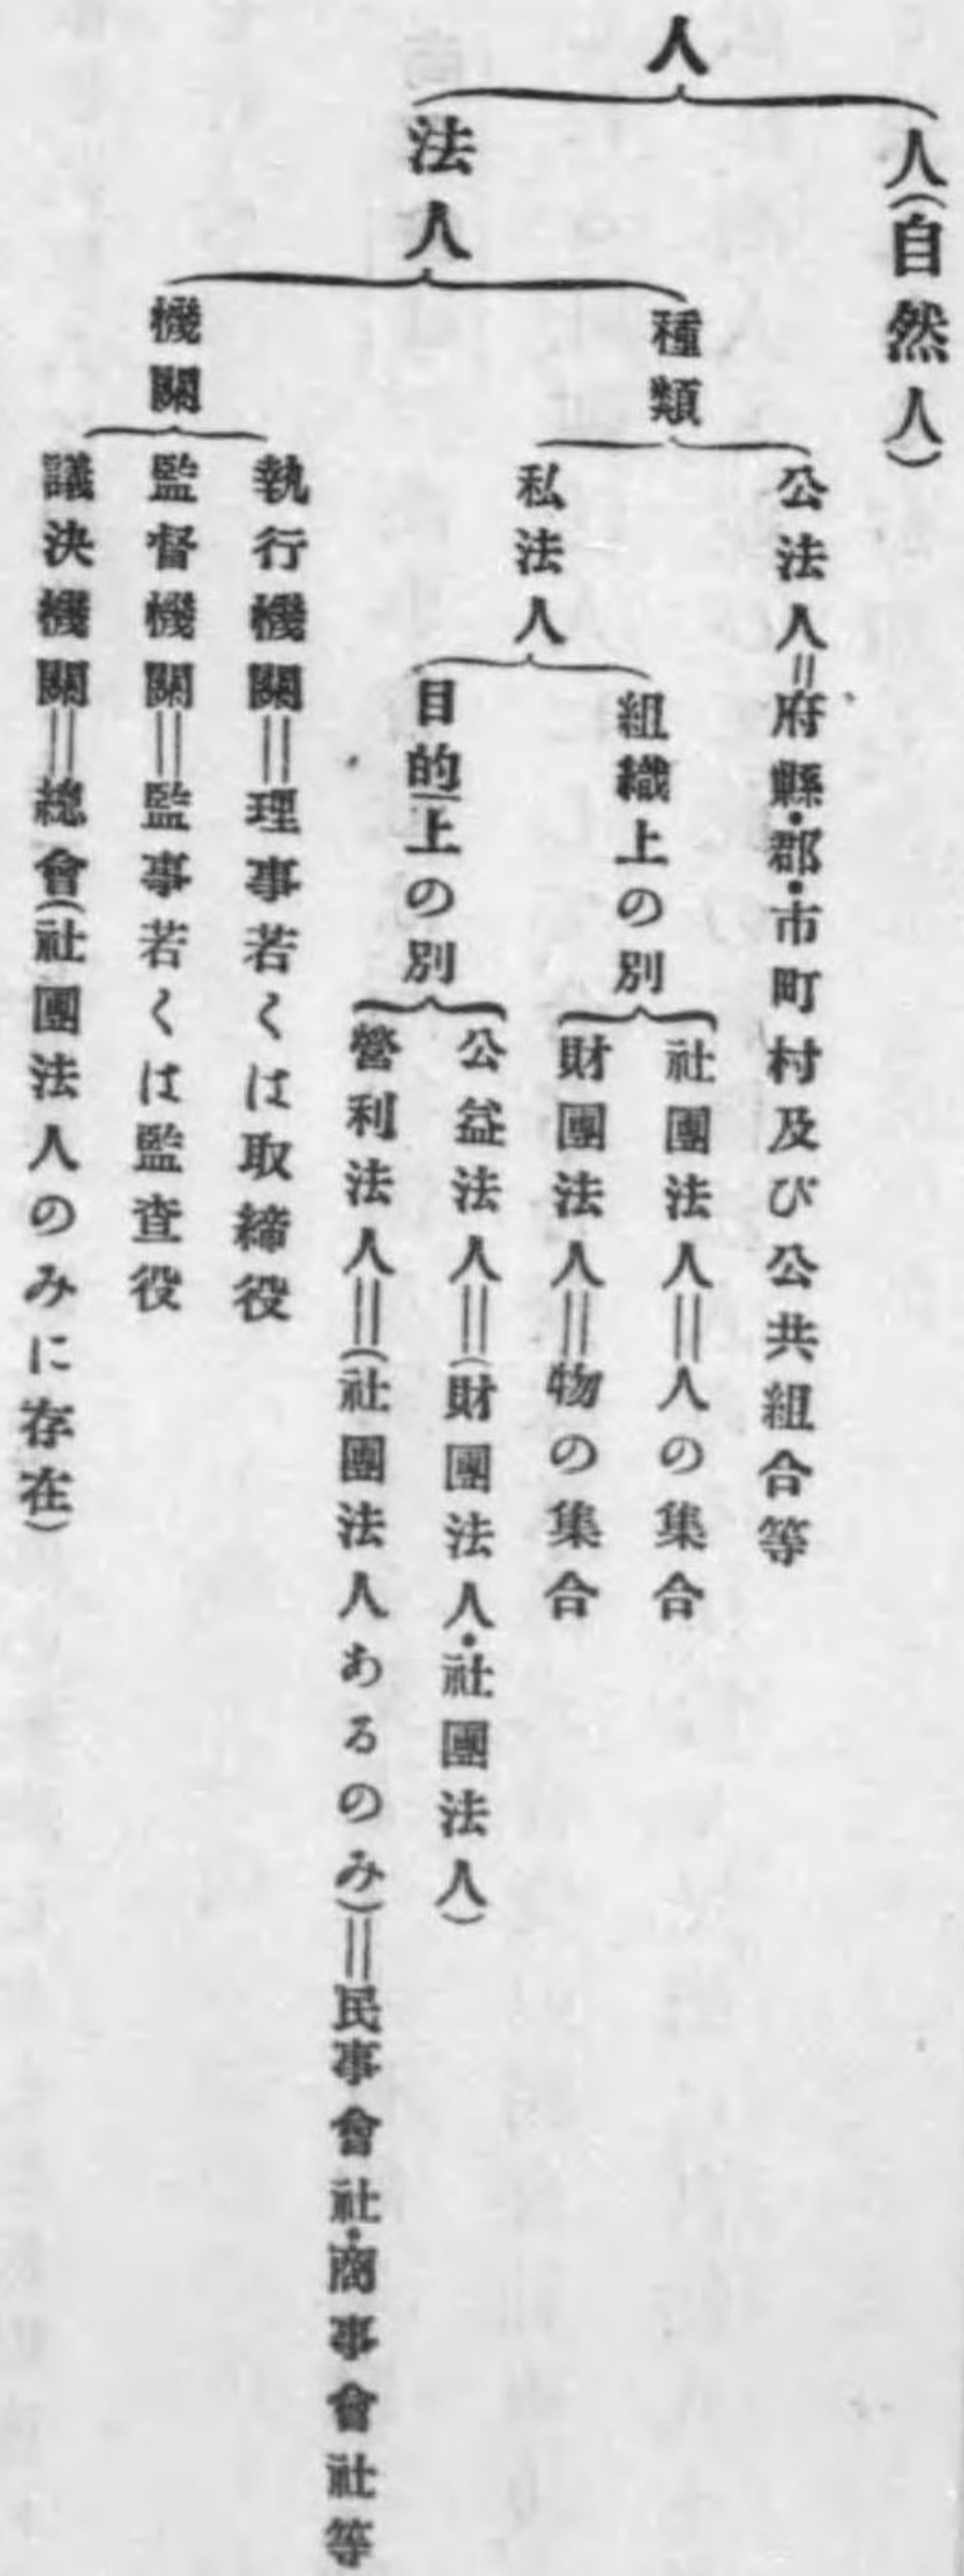 人
人(自然人)
法人
種類
公法人=府縣・郡・市町村及び公共組合等
私法人
組織上の別
社團法人=人の集合
財團法人=物の集合
目的上の別
公益法人=(財團法人・社團法人)
營利法人=(社團法人あるのみ)=民事會社・商事會社等
機關
執行機關=理事若くは取締役
監督機關=監事若くは監査役
議決機關=總會(社團法人のみに存在)